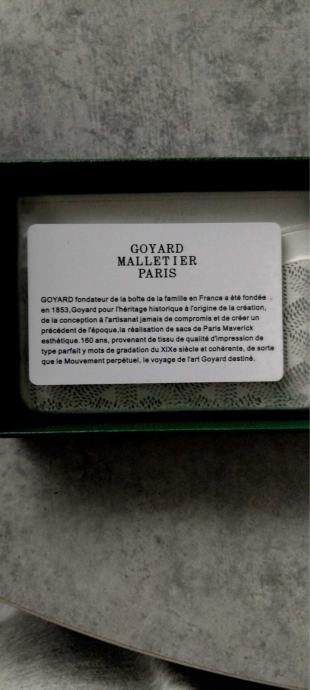 GOYARD
MALLETIER
PARIS
GOYARD fondateur de la boîte de la famille en France a été fondée
en 1853,Goyard pour l'héritage historique à l'origine de la création,
de la conception à l'artisanat jamais de compromis et de créer un
précédent de l'époque,la réalisation de sacs de Paris Maverick
esthétique.160 ans, provenant de tissu de qualité d'impression de
type parfait y mots de gradation du XIXe siècle et cohérente, de sorte
que le Mouvement perpétuel, le voyage de l'art Goyard destiné.